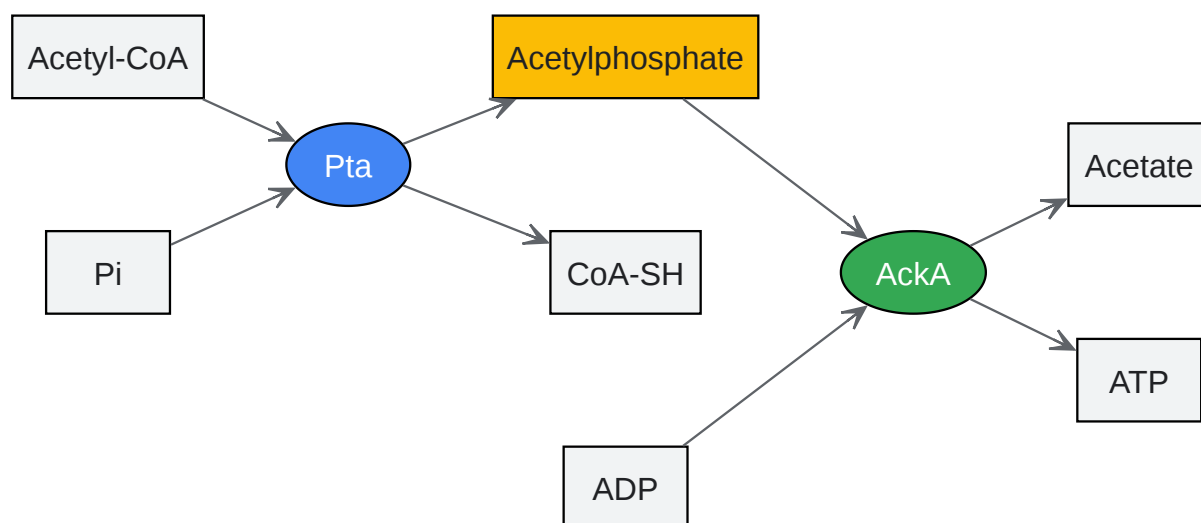 Acetyl-CoA
Acetylphosphate
Pta
Acetate
Pi
CoA-SH
AckA
ATP
ADP